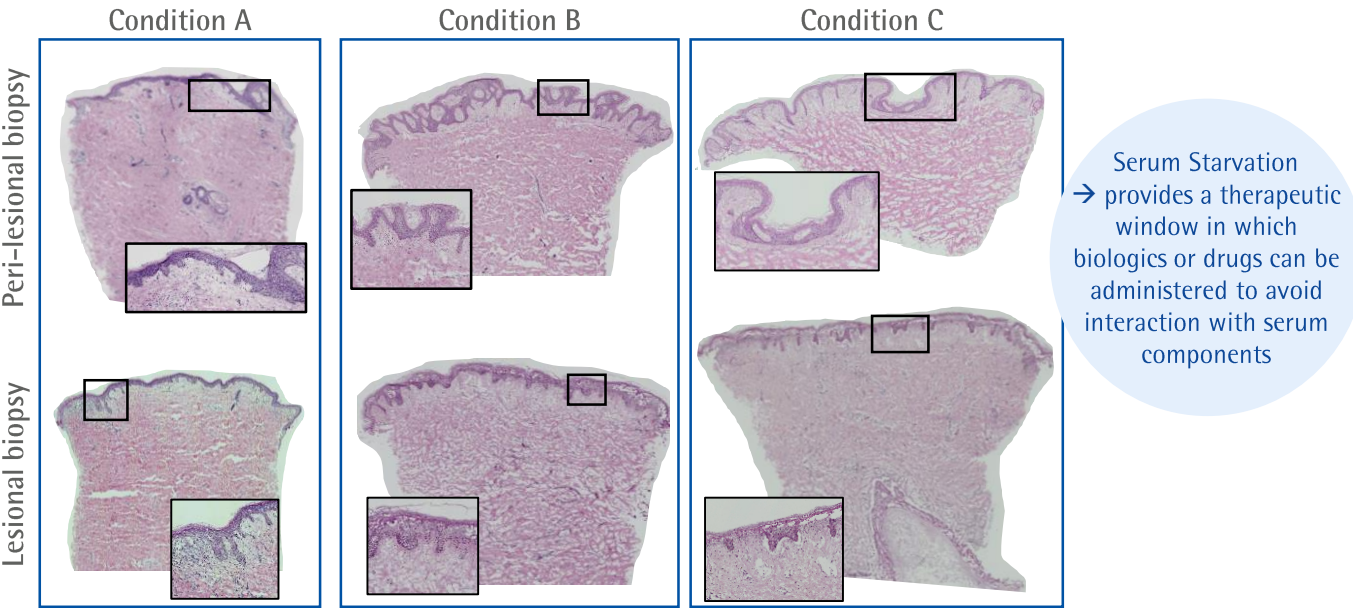 Condition A
Condition B
Condition C
Peri-lesional biopsy
Lesional biopsy
Serum Starvation
→ provides a therapeutic
window in which
biologics or drugs can be
administered to avoid
interaction with serum
components